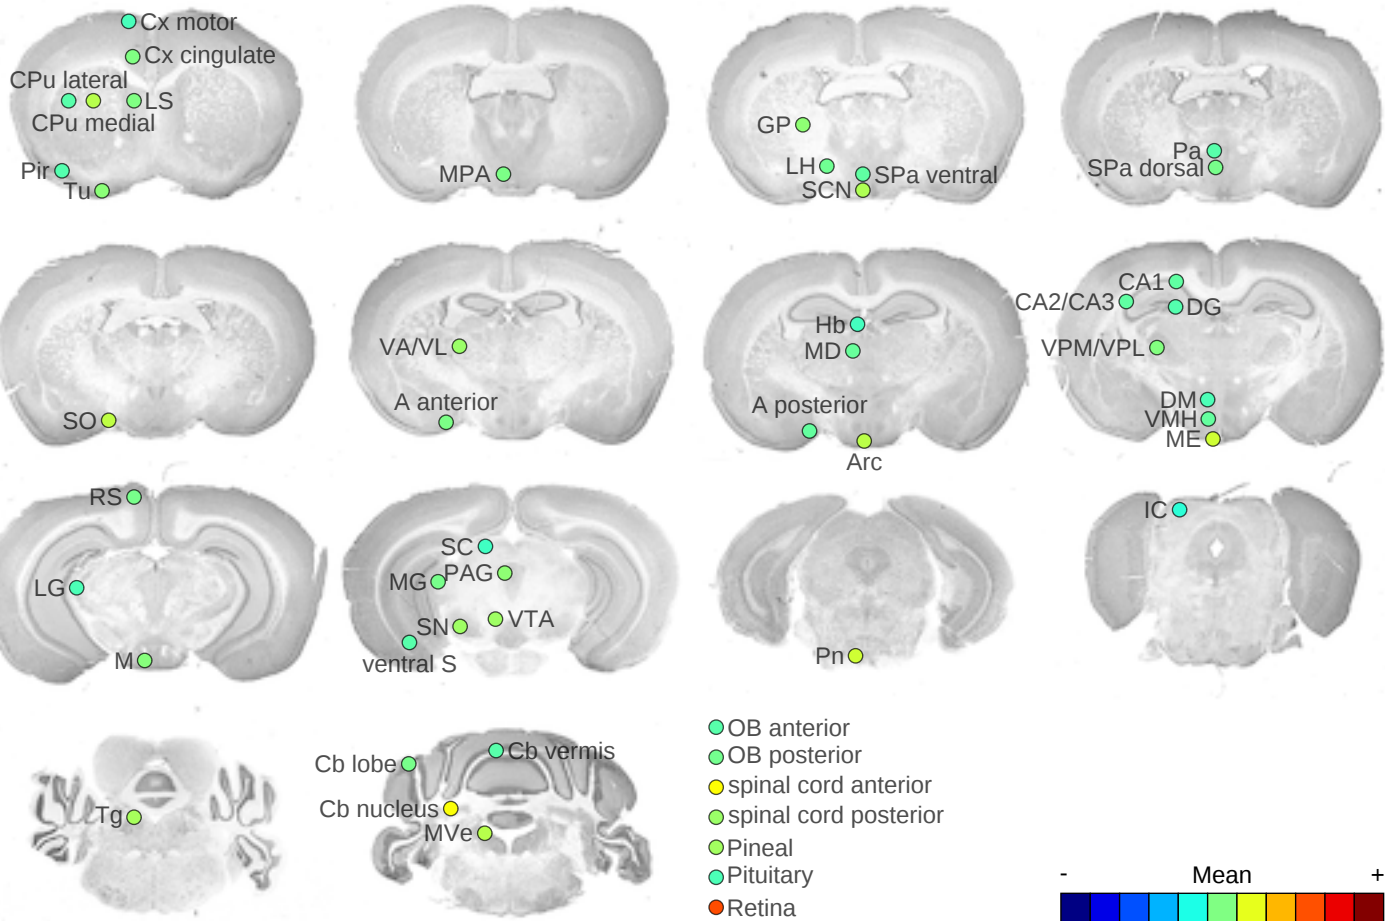 Cx motor
Cx cingulate
CPu lateral
LS
CPu medial
Pir
Tu
MPA
GP
LH
SPa ventral
SCN
Pa
SPa dorsal
SO
VA/VL
A anterior
Hb
MD
A posterior
Arc
CA1
CA2/CA3
DG
VPM/VPL
DM
VMH
ME
RS
LG
M
SC
MG
PAG
SN
VTA
ventral S
Pn
IC
Tg
Cb lobe
Cb vermis
Cb nucleus
MVe
OB anterior
OB posterior
spinal cord anterior
spinal cord posterior
Pineal
Pituitary
Retina
- Mean +